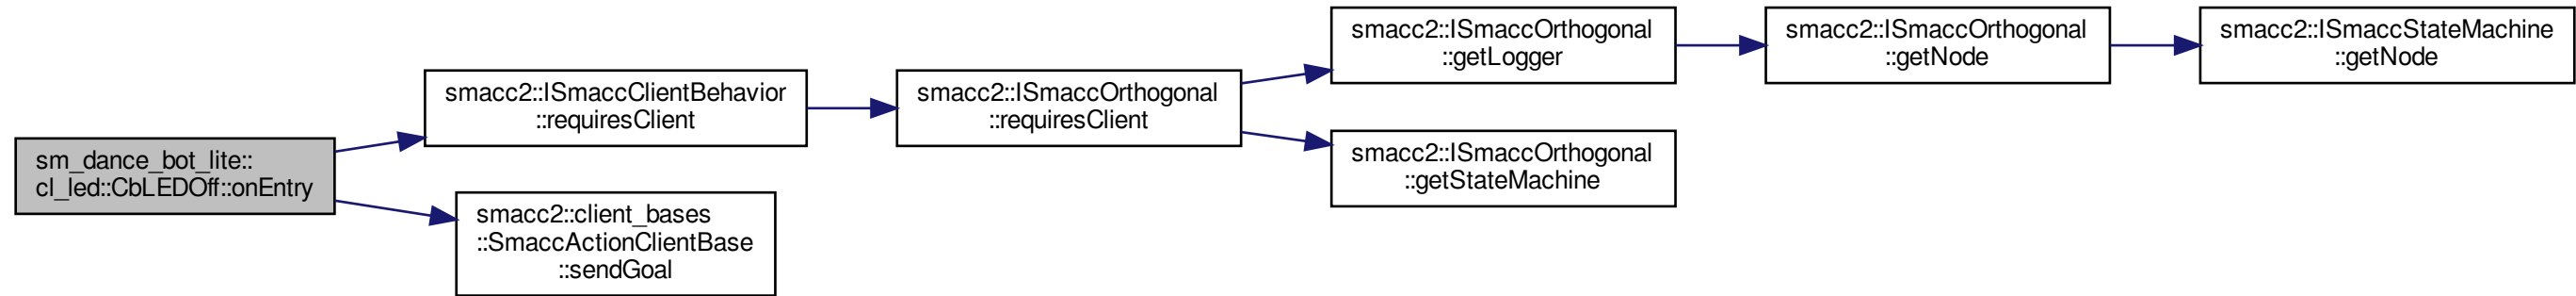 sm_dance_bot_lite::
cl_led::CbLEDOff::onEntry
smacc2::ISmaccClientBehavior
::requiresClient
smacc2::ISmaccOrthogonal
::requiresClient
smacc2::ISmaccOrthogonal
::getLogger
smacc2::ISmaccOrthogonal
::getNode
smacc2::ISmaccStateMachine
::getNode
smacc2::ISmaccOrthogonal
::getStateMachine
smacc2::client_bases
::SmaccActionClientBase
::sendGoal